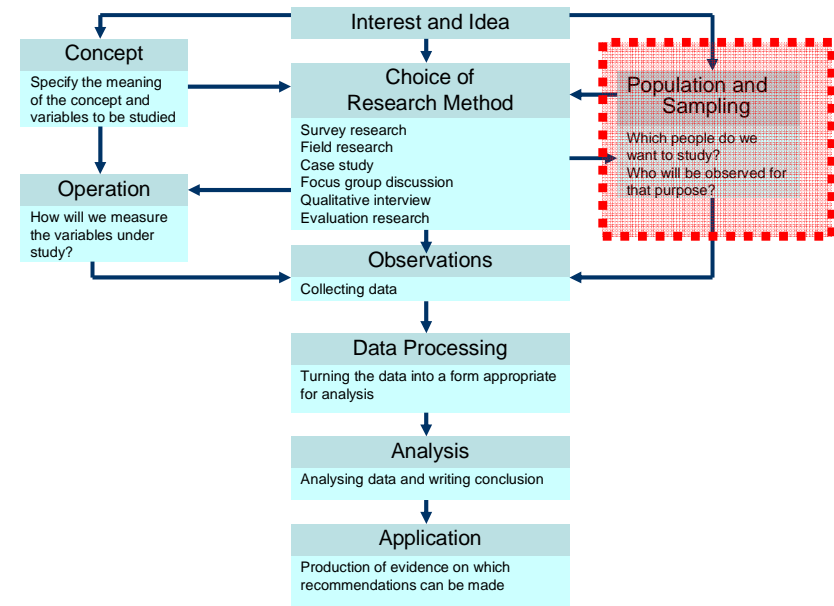 Interest and Idea
Concept
Specify the meaning
of the concept and
variables to be studied
Choice of
Research Method
Survey research
Field research
Case study
Focus group discussion
Qualitative interview
Evaluation research
Population and
Sampling
Which people do we
want to study?
Who will be observed for
that purpose?
Operation
How will we measure
the variables under
study?
Observations
Collecting data
Data Processing
Turning the data into a form appropriate
for analysis
Analysis
Analysing data and writing conclusion
Application
Production of evidence on which
recommendations can be made